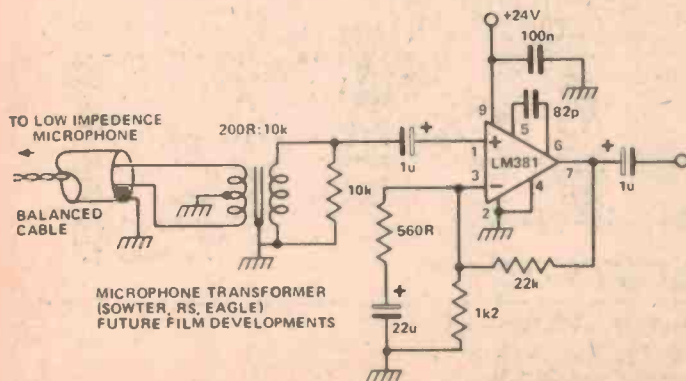 +24V
100n
9
82p
TO LOW IMPEDENCE
MICROPHONE
200R:10k
5
6
1u
+
1
+
LM381
7
+
3
−
4
1u
10k
2
BALANCED
CABLE
560R
22k
MICROPHONE TRANSFORMER
(SOWTER, RS, EAGLE)
FUTURE FILM DEVELOPMENTS
+
22u
1k2